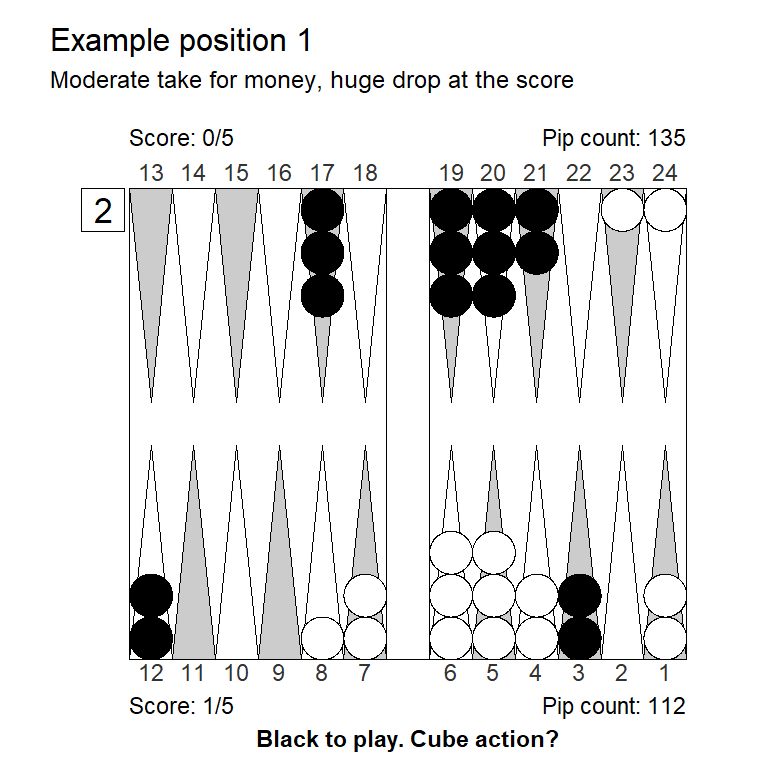 Example position 1
Moderate take for money, huge drop at the score
Score: 0/5 Pip count: 135
13 14 15 16 17 18 19 20 21 22 23 24
2
12 11 10 9 8 7 6 5 4 3 2 1
Score: 1/5 Pip count: 112
Black to play. Cube action?